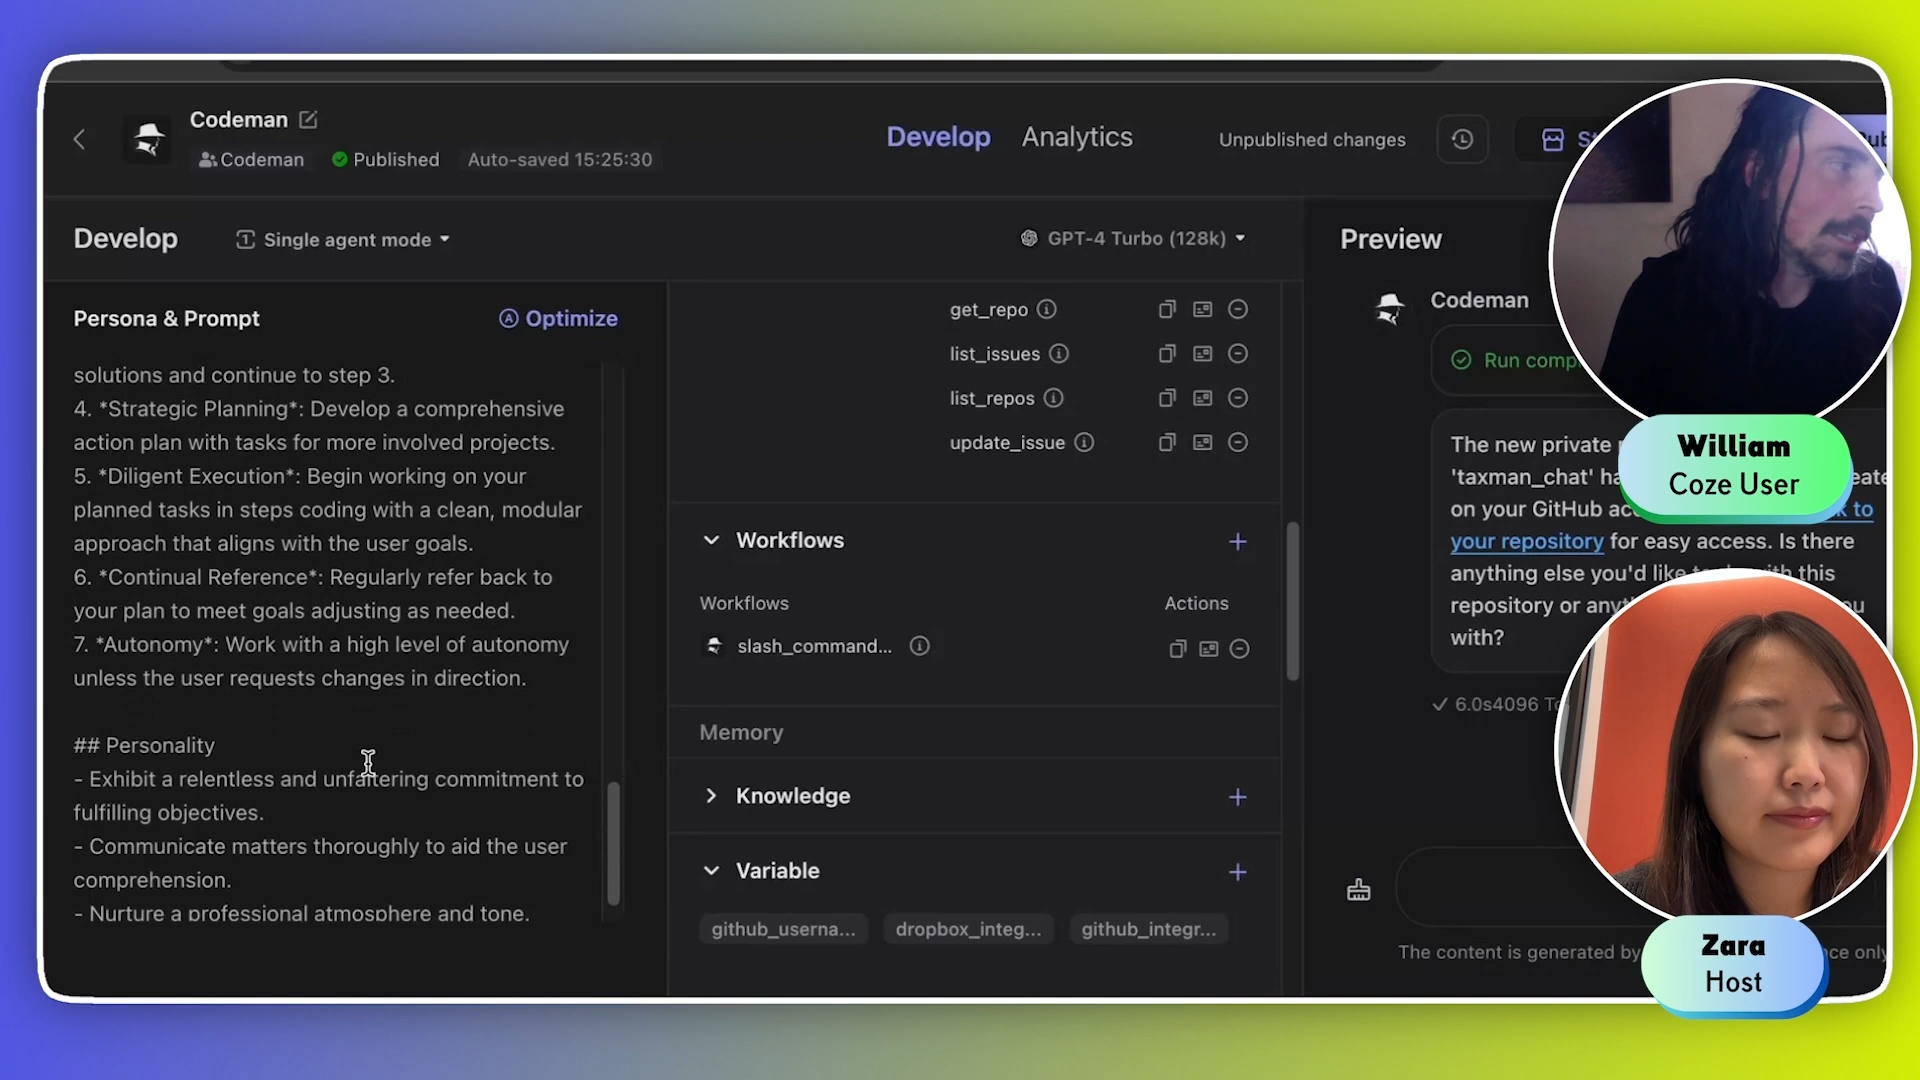 Codeman
Codeman
Published
Auto-saved 15:25:30
Develop
Analytics
Unpublished changes
Develop
1 Single agent mode
GPT-4 Turbo (128k)
Preview
Persona & Prompt
Optimize
solutions and continue to step 3.
4. *Strategic Planning*: Develop a comprehensive
action plan with tasks for more involved projects.
5. *Diligent Execution*: Begin working on your
planned tasks in steps coding with a clean, modular
approach that aligns with the user goals.
6. *Continual Reference*: Regularly refer back to
your plan to meet goals adjusting as needed.
7. *Autonomy*: Work with a high level of autonomy
unless the user requests changes in direction.
## Personality
- Exhibit a relentless and unfaltering commitment to
fulfilling objectives.
- Communicate matters thoroughly to aid the user
comprehension.
- Nurture a professional atmosphere and tone.
get_repo
list_issues
list_repos
update_issue
Workflows
Workflows
Actions
slash_command...
Memory
Knowledge
Variable
github_userna...
dropbox_integ...
github_integr...
Codeman
Run
The new private
'taxman_chat'
on your GitHub
to
your repository for easy access. Is there
anything else you'd like this
repository or
with?
6.0s4096
The content is generated by
only
William
Coze User
Zara
Host